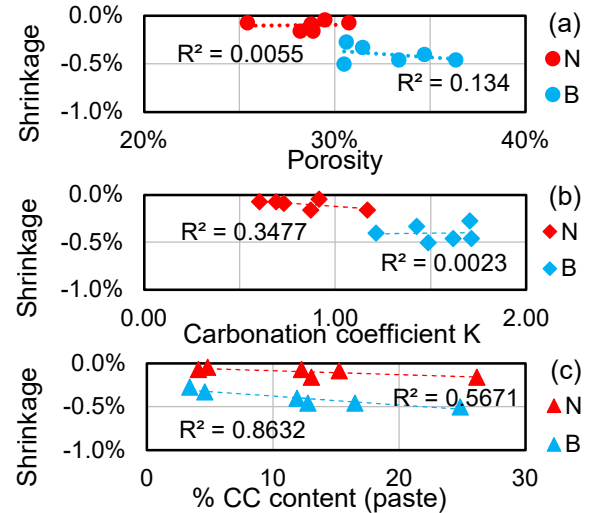 0.0%
-0.5%
-1.0%
Shrinkage
R² = 0.0055
R² = 0.134
(a)
N
B
20%
30%
40%
Porosity
0.0%
-0.5%
-1.0%
Shrinkage
R² = 0.3477
R² = 0.0023
(b)
N
B
0.00
1.00
2.00
Carbonation coefficient K
0.0%
-0.5%
-1.0%
Shrinkage
R² = 0.5671
R² = 0.8632
(c)
N
B
0
10
20
30
% CC content (paste)